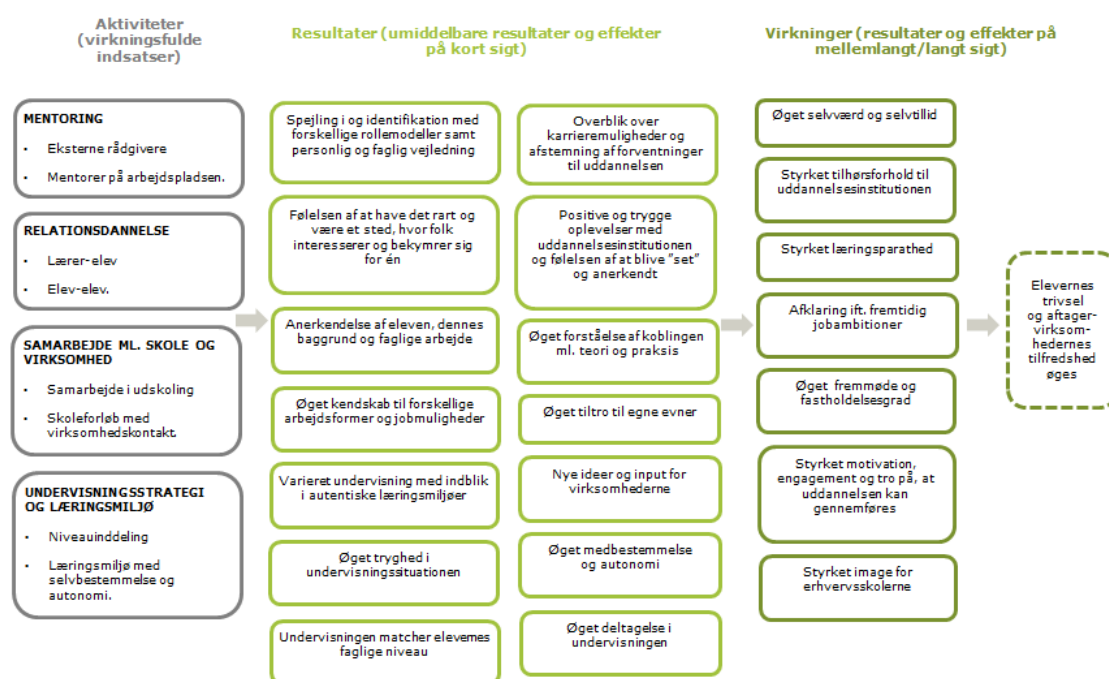 Aktiviteter
(virkningsfulde
indsatser)
Resultater (umiddelbare resultater og effekter
på kort sigt)
Virkninger (resultater og effekter på
mellemlangt/langt sigt)
MENTORING
• Eksterne rådgivere
• Mentorer på arbejdspladsen.
RELATIONSDANNELSE
• Lærer-elev
• Elev-elev.
SAMARBEJDE ML. SKOLE OG
VIRKSOMHED
• Samarbejde i udskoling
• Skoleforløb med
virksomhedskontakt.
UNDERVISNINGSSTRATEGI
OG LÆRINGSMILJØ
• Niveauinddeling
• Læringsmiljø med
selvbestemmelse og
autonomi.
Spejling i og identifikation med
forskellige rollemodeller samt
personlig og faglig vejledning
Følelsen af at have det rart og
være et sted, hvor folk
interesserer og bekymrer sig
for én
Anerkendelse af eleven, dennes
baggrund og faglige arbejde
Øget kendskab til forskellige
arbejdsformer og jobmuligheder
Varieret undervisning med indblik
i autentiske læringsmiljøer
Øget tryghed i
undervisningssituationen
Undervisningen matcher elevernes
faglige niveau
Overblik over
karrieremuligheder og
afstemning af forventninger
til uddannelsen
Positive og trygge
oplevelser med
uddannelsesinstitutionen
og følelsen af at blive ”set”
og anerkendt
Øget forståelse af koblingen
ml. teori og praksis
Øget tiltro til egne evner
Nye ideer og input for
virksomhederne
Øget medbestemmelse
og autonomi
Øget deltagelse i
undervisningen
Øget selvværd og selvtillid
Styrket tilhørsforhold til
uddannelsesinstitutionen
Styrket læringsparathed
Afklaring ift. fremtidig
jobambitioner
Øget fremmøde og
fastholdelsesgrad
Styrket motivation,
engagement og tro på, at
uddannelsen kan
gennemføres
Styrket image for
erhvervsskolerne
Elevernes
trivsel
og aftager-
virksom-
hedernes
tilfredshed
øges